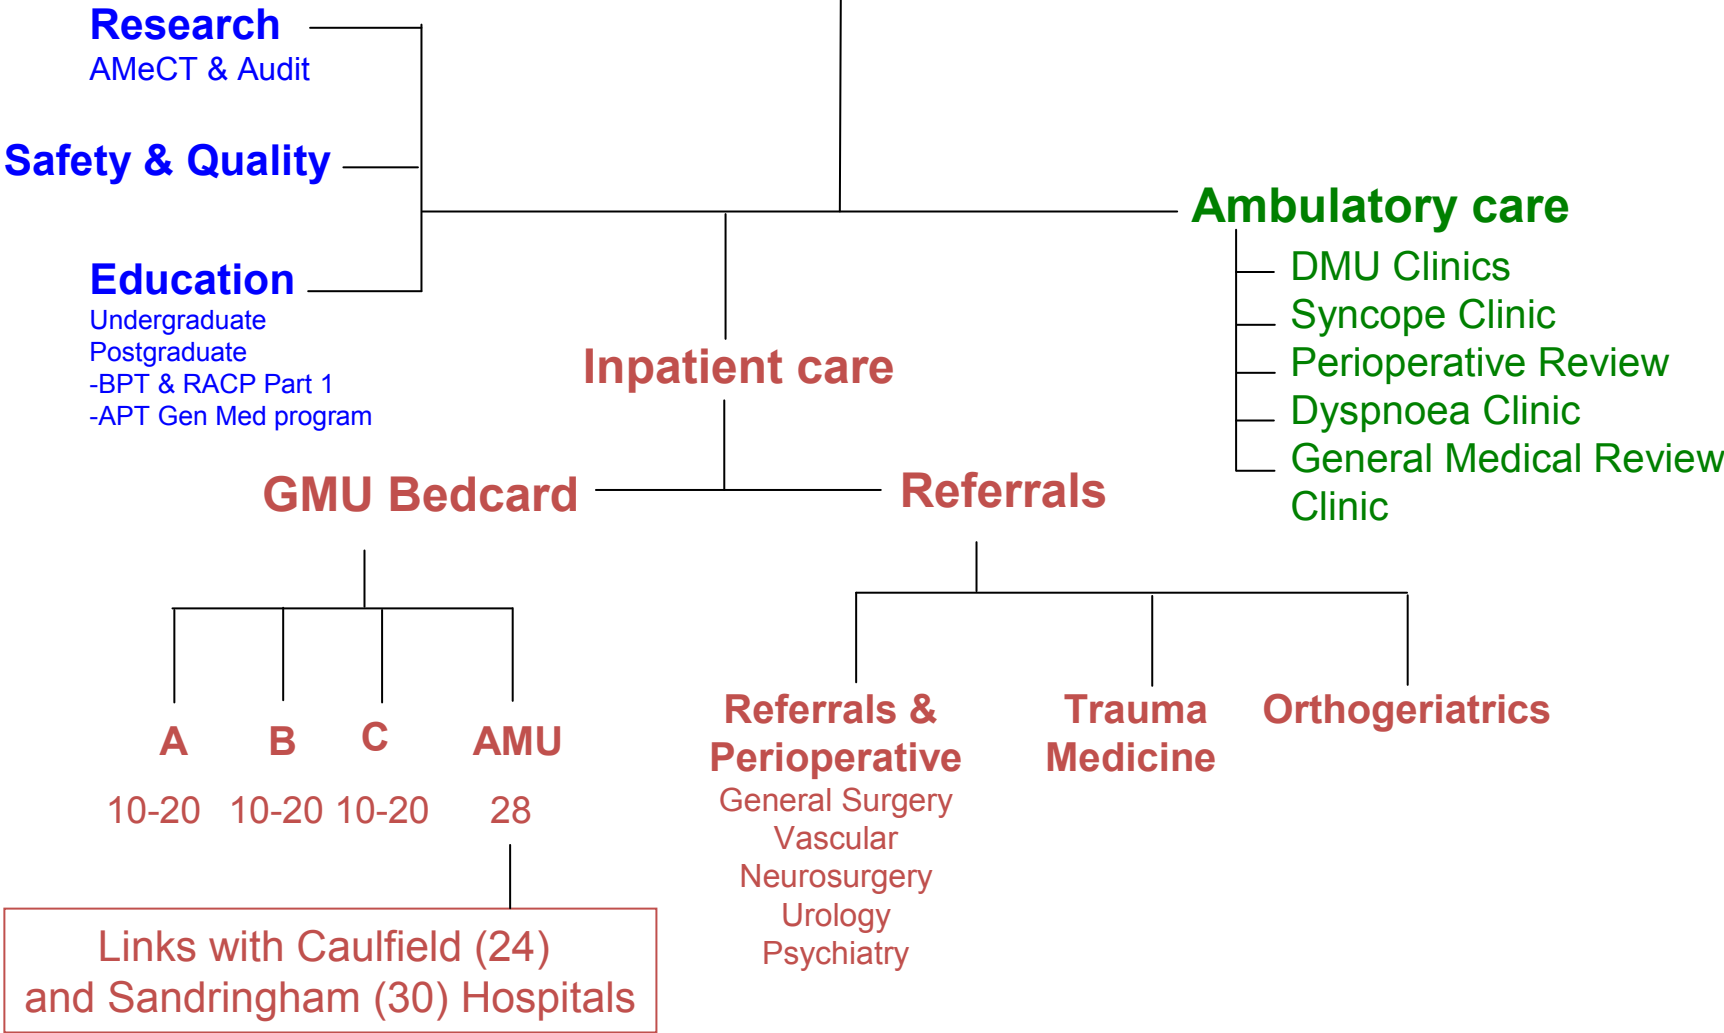 Research
AMeCT & Audit
Safety & Quality
Education
Undergraduate
Postgraduate
-BPT & RACP Part 1
-APT Gen Med program
Ambulatory care
DMU Clinics
Syncope Clinic
Perioperative Review
Dyspnoea Clinic
General Medical Review
Clinic
Inpatient care
GMU Bedcard
Referrals
A B C AMU
10-20 10-20 10-20 28
Links with Caulfield (24)
and Sandringham (30) Hospitals
Referrals &
Perioperative
General Surgery
Vascular
Neurosurgery
Urology
Psychiatry
Trauma
Medicine
Orthogeriatrics